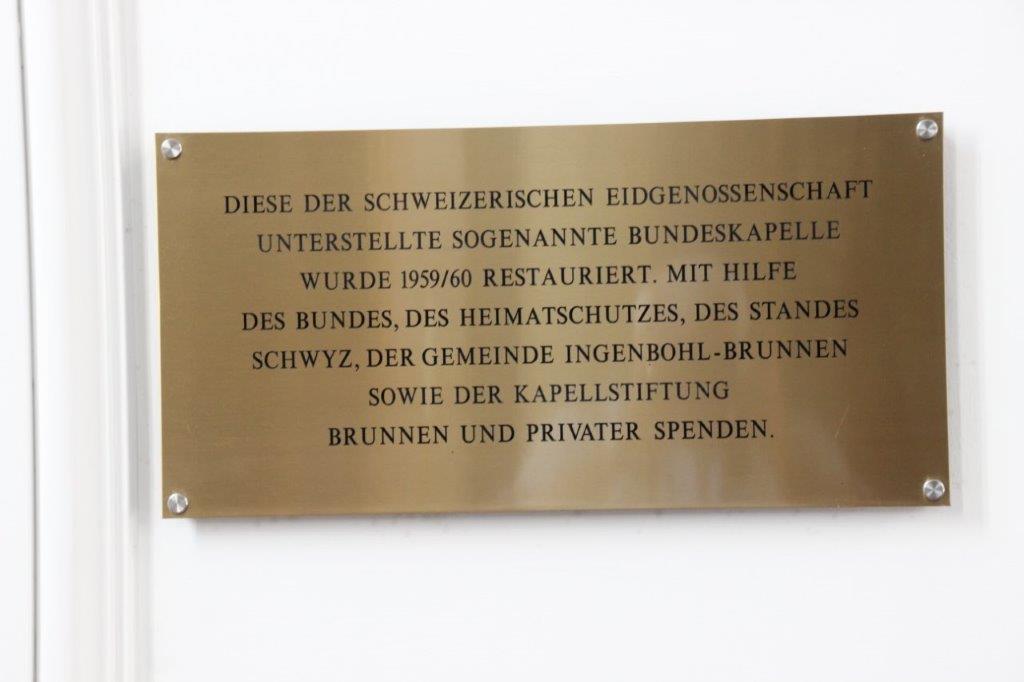 DIESE DER SCHWEIZERISCHEN EIDGENOSSENSCHAFT
UNTERSTELLTE SOGENANNTE BUNDESKAPELLE
WURDE 1959/60 RESTAURIERT. MIT HILFE
DES BUNDES, DES HEIMATSCHUTZES, DES STANDES
SCHWYZ, DER GEMEINDE INGENBOHL-BRUNNEN
SOWIE DER KAPELLSTIFTUNG
BRUNNEN UND PRIVATER SPENDEN.